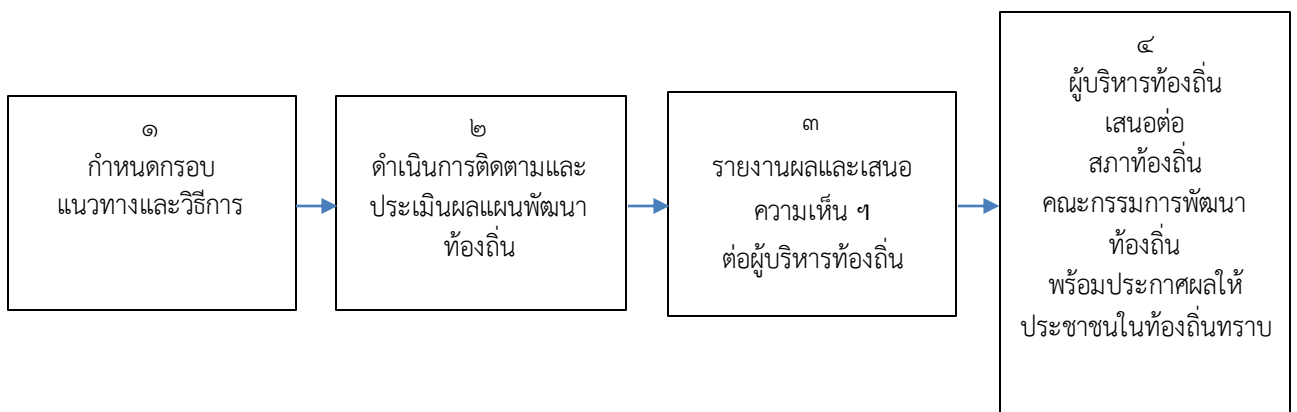 ๑
กำหนดกรอบ
แนวทางและวิธีการ
๒
ดำเนินการติดตามและ
ประเมินผลแผนพัฒนา
ท้องถิ่น
๓
รายงานผลและเสนอ
ความเห็น ฯ
ต่อผู้บริหารท้องถิ่น
๔
ผู้บริหารท้องถิ่น
เสนอต่อ
สภาท้องถิ่น
คณะกรรมการพัฒนา
ท้องถิ่น
พร้อมประกาศผลให้
ประชาชนในท้องถิ่นทราบ